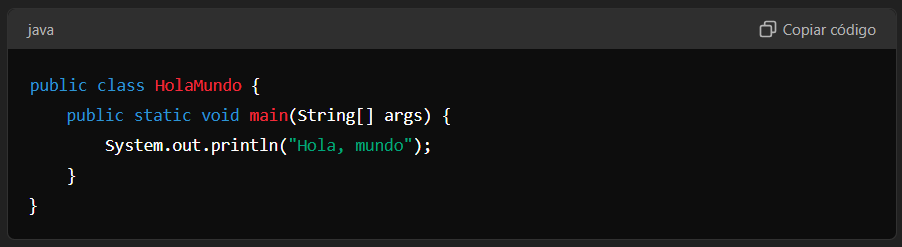 java
Copiar código
public class HolaMundo {
    public static void main(String[] args) {
        System.out.println("Hola, mundo");
    }
}